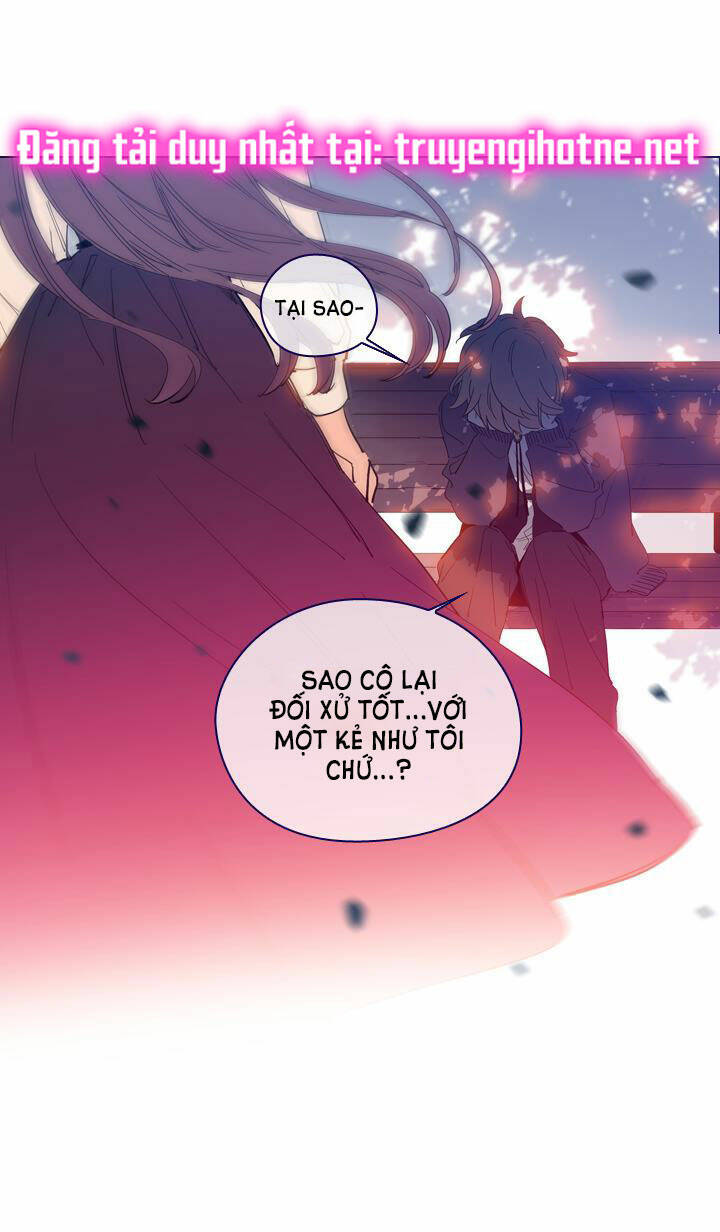 Đăng tải duy nhất tại: truyengihotne.net
TẠI SAO-
SAO CÔ LẠI
ĐỐI XỬ TỐT...VỚI
MỘT KẺ NHƯ TÔI
CHỨ...?